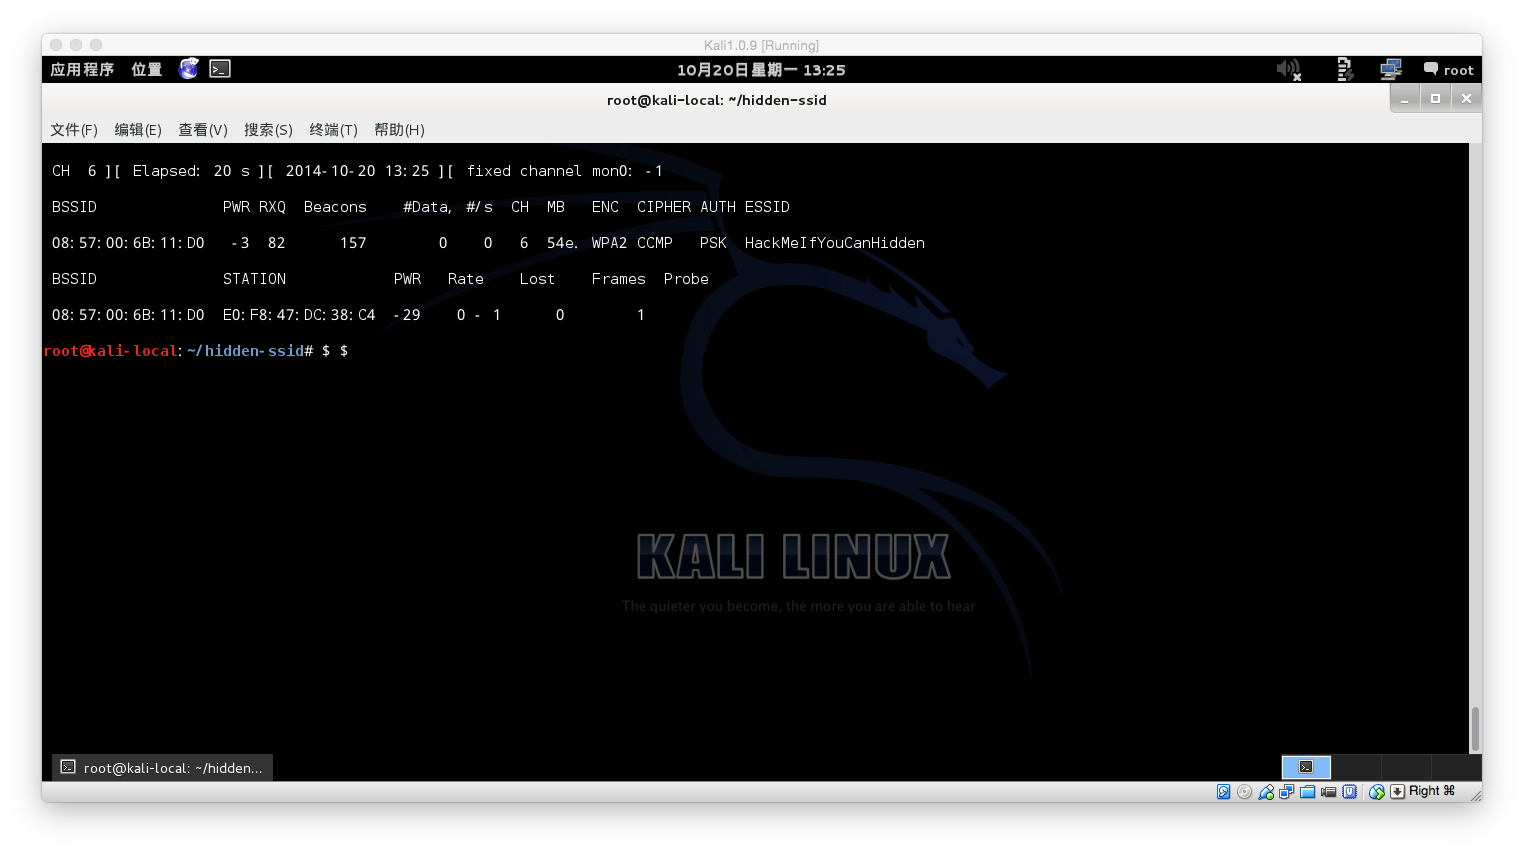 Kali1.0.9 [Running]
应用程序 位置 10月20日星期一 13:25 root
root@kali-local: ~/hidden-ssid
文件(F) 编辑(E) 查看(V) 搜索(S) 终端(T) 帮助(H)
CH 6 ][ Elapsed: 20 s ][ 2014-10-20 13:25 ][ fixed channel mon0: -1
BSSID PWR RXQ Beacons #Data, #/s CH MB ENC CIPHER AUTH ESSID
08:57:00:6B:11:D0 -3 82 157 0 0 6 54e. WPA2 CCMP PSK HackMeIfYouCanHidden
BSSID STATION PWR Rate Lost Frames Probe
08:57:00:6B:11:D0 E0:F8:47:DC:38:C4 -29 0 - 1 0 1
root@kali-local:~/hidden-ssid# $ $
KALI LINUX
The quieter you become, the more you are able to hear.
root@kali-local: ~/hidden...
Right ⌘